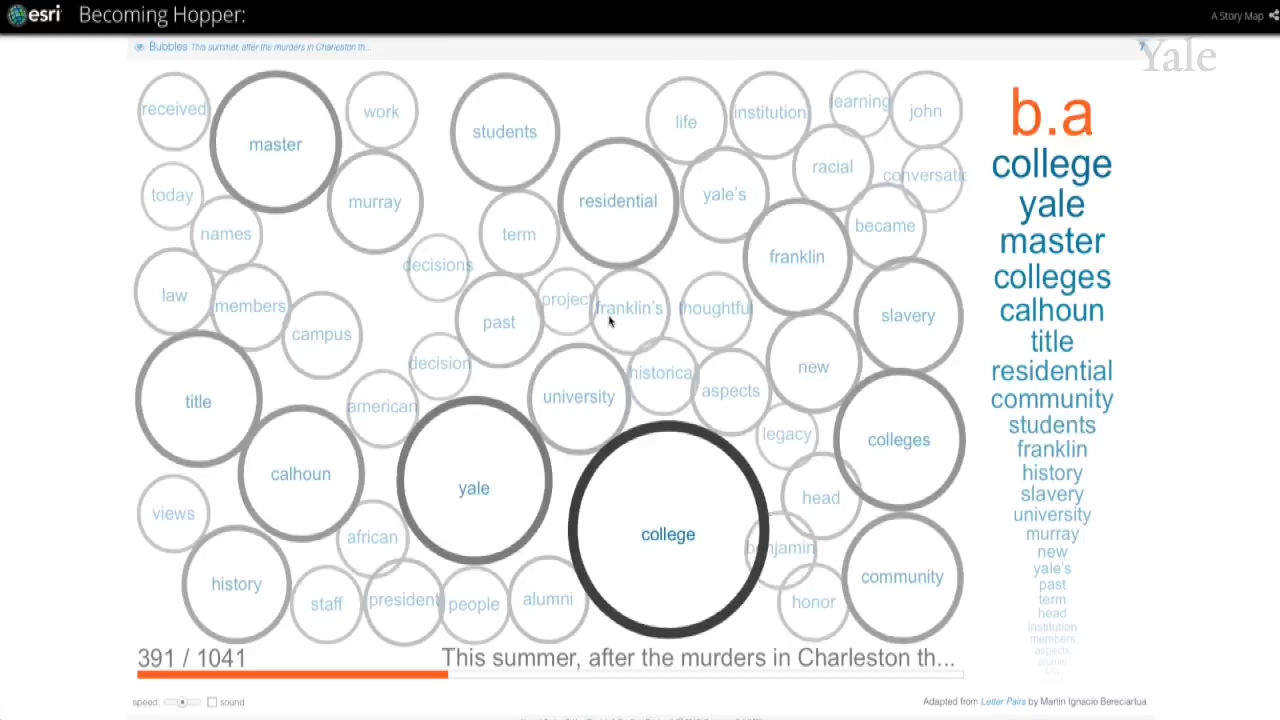 esri Becoming Hopper:
A Story Map
Bubbles This summer, after the murders in Charleston th...
?
Yale
received
master
work
students
life
institution
learning
john
today
names
murray
term
residential
yale's
racial
conversatic
became
decisions
franklin
law
members
campus
past
project
franklin's
thoughtful
slavery
title
decision
american
university
historical
aspects
new
legacy
colleges
calhoun
yale
college
head
views
african
benjamin
history
staff
president
people
alumni
honor
community
b.a
college
yale
master
colleges
calhoun
title
residential
community
students
franklin
history
slavery
university
murray
new
yale's
past
term
head
institution
members
aspects
alumni
391 / 1041
This summer, after the murders in Charleston th...
speed:
sound
Adapted from Letter Pairs by Martin Ignacio Bereciartua